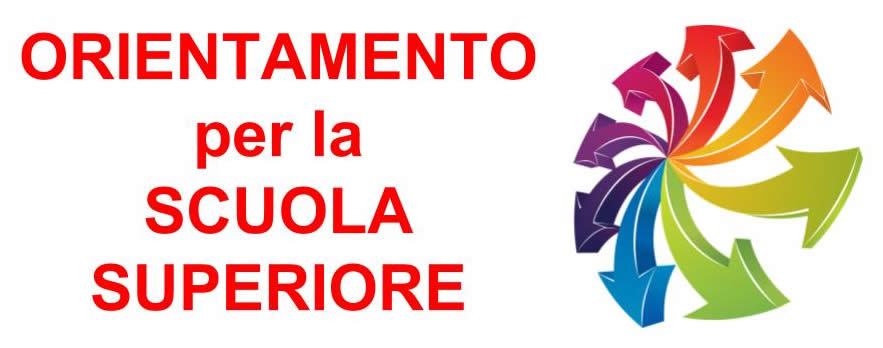 ORIENTAMENTO
per la
SCUOLA
SUPERIORE